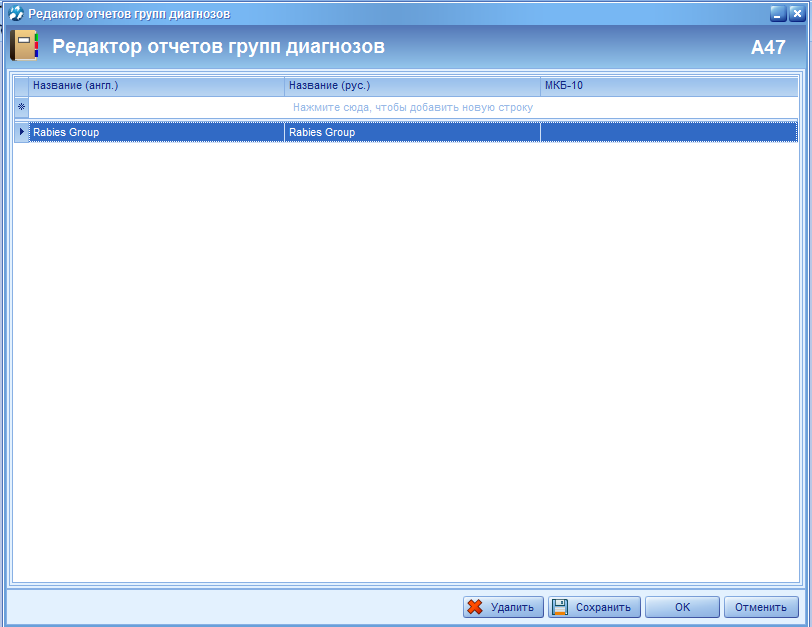 Редактор отчетов групп диагнозов
Редактор отчетов групп диагнозов A47
Название (англ.) Название (рус.) МКБ-10
Нажмите сюда, чтобы добавить новую строку
Rabies Group Rabies Group
Удалить Сохранить ОК Отменить